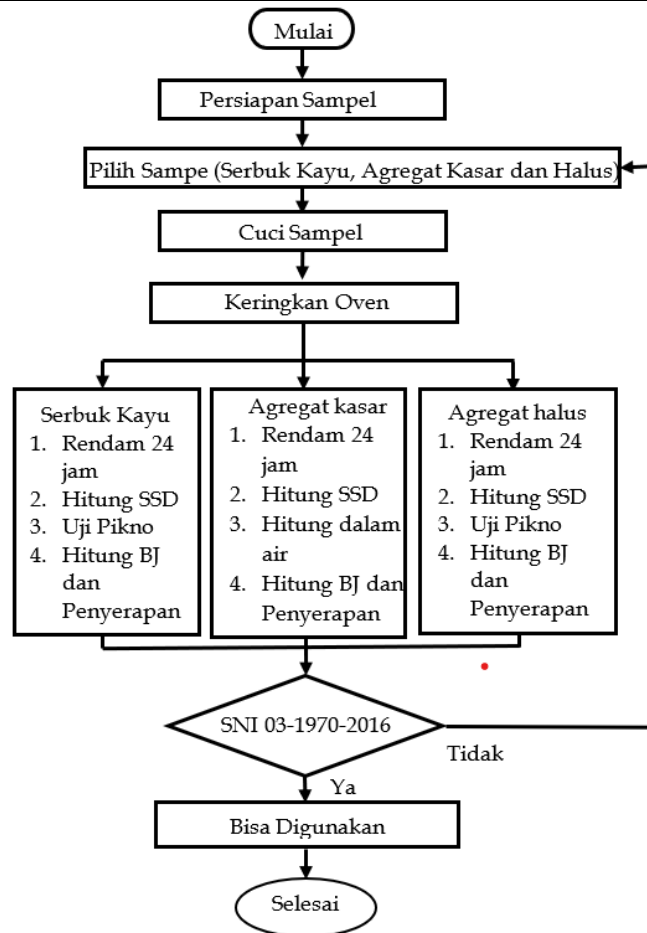 Mulai
Persiapan Sampel
Pilih Sampe (Serbuk Kayu, Agregat Kasar dan Halus)
Cuci Sampel
Keringkan Oven
Serbuk Kayu
1. Rendam 24
jam
2. Hitung SSD
3. Uji Pikno
4. Hitung BJ
dan
Penyerapan
Agregat kasar
1. Rendam 24
jam
2. Hitung SSD
3. Hitung dalam
air
4. Hitung BJ dan
Penyerapan
Agregat halus
1. Rendam 24
jam
2. Hitung SSD
3. Uji Pikno
4. Hitung BJ
dan
Penyerapan
SNI 03-1970-2016
Tidak
Ya
Bisa Digunakan
Selesai